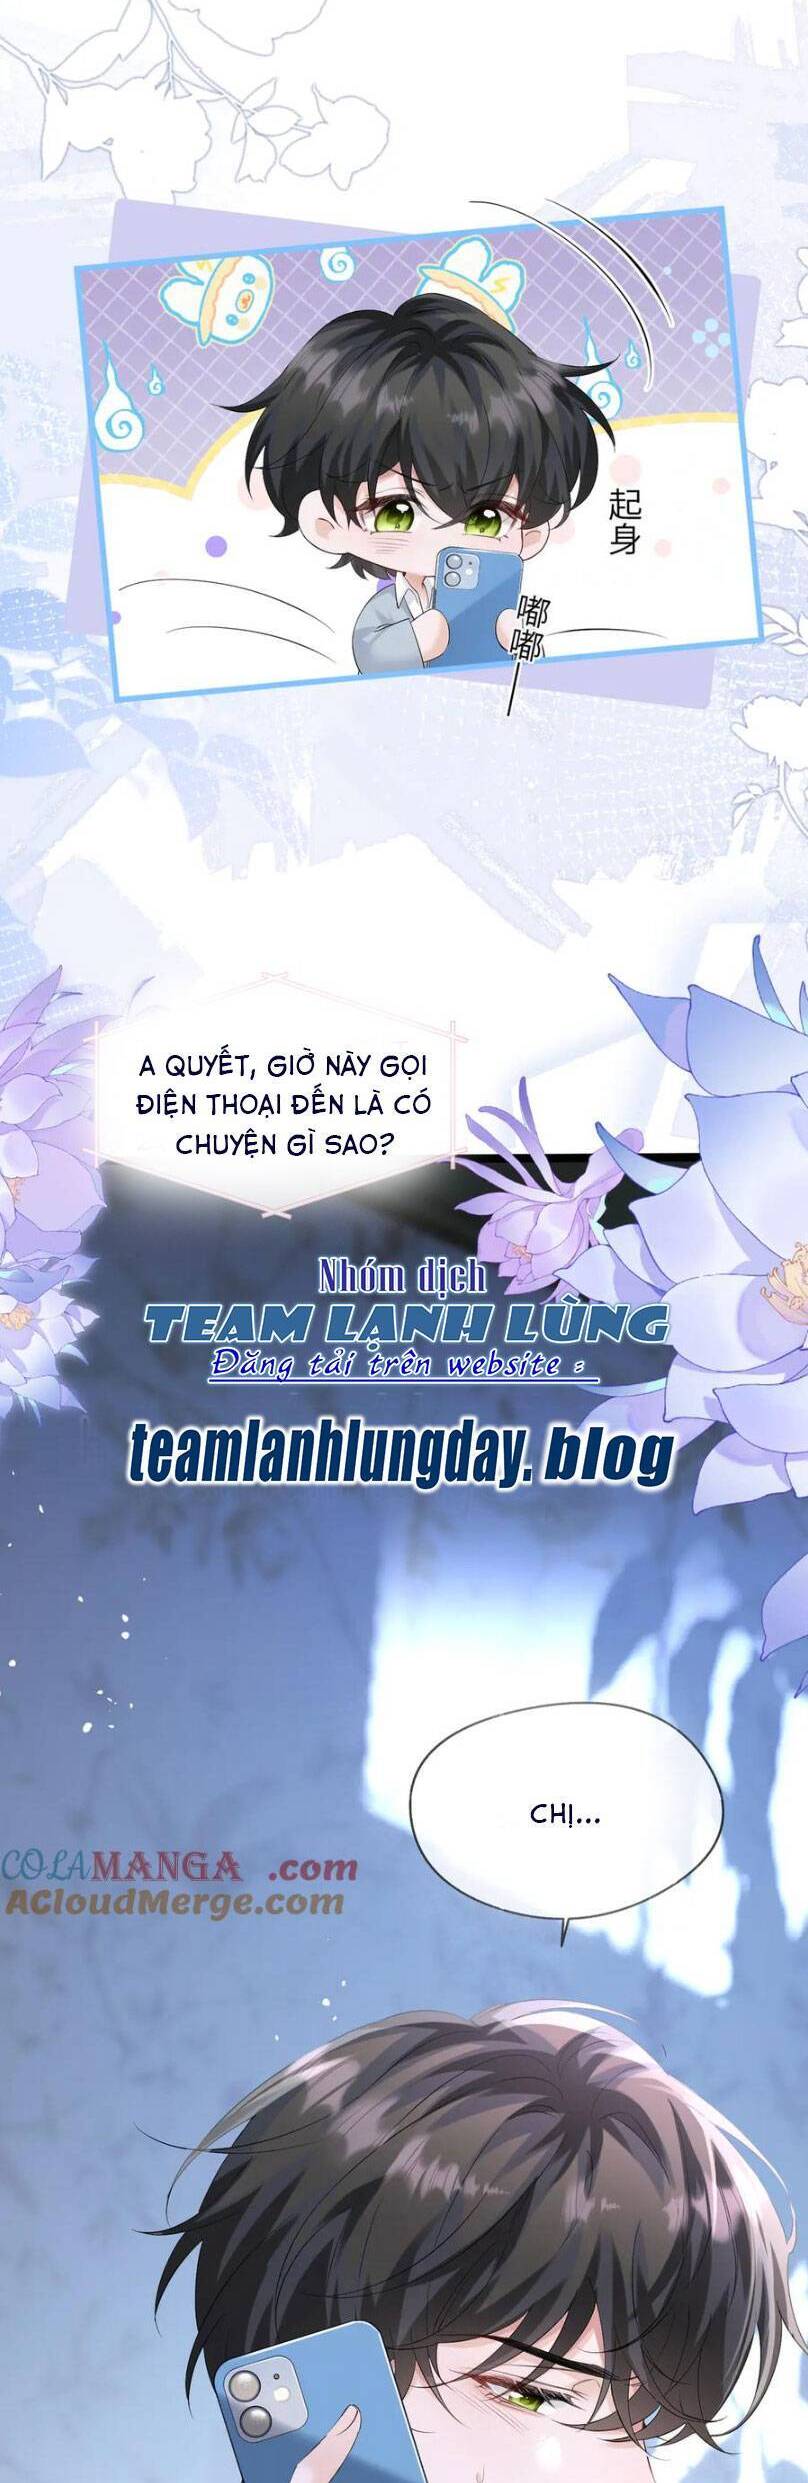 起身
嘟嘟—
A QUYẾT, GIỜ NÀY GỌI
ĐIỆN THOẠI ĐẾN LÀ CÓ
CHUYỆN GÌ SAO?
Nhóm dịch
TEAM LẠNH LÙNG
Đăng tải trên website :
teamlanhlungday. blog
CHỊ...
COLAMANGA .com
ACloudMerge.com